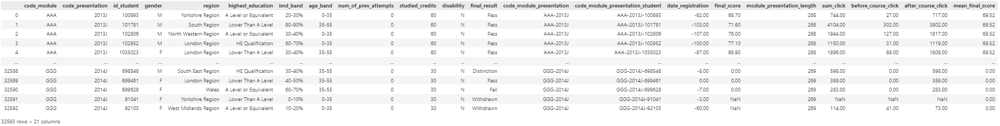 code_module code_presentation id_student gender region highest_education imd_band age_band num_of_prev_attempts studied_credits disability final_result code_module_presentation code_module_presentation_student date_registration final_score module_presentation_length sum_click before_course_click after_course_click mean_final_score
0 AAA 2013J 100893 M Yorkshire Region A Level or Equivalent 20-30% 0-35 0 60 N Pass AAA-2013J AAA-2013J-100893 -62.00 68.70 268 744.00 27.00 717.00 69.52
1 AAA 2013J 101781 M South Region Lower Than A Level 80-90% 35-55 0 60 N Pass AAA-2013J AAA-2013J-101781 -103.00 71.60 268 4104.00 302.00 3802.00 69.52
2 AAA 2013J 102806 M North Western Region A Level or Equivalent 30-40% 0-35 0 60 N Pass AAA-2013J AAA-2013J-102806 -107.00 76.00 268 1944.00 127.00 1817.00 69.52
3 AAA 2013J 102952 M London Region HE Qualification 60-70% 0-35 0 60 N Pass AAA-2013J AAA-2013J-102952 -100.00 77.10 268 1150.00 31.00 1119.00 69.52
4 AAA 2013J 1035023 F London Region Lower Than A Level 30-40% 35-55 0 60 N Pass AAA-2013J AAA-2013J-1035023 -87.00 69.90 268 1896.00 88.00 1808.00 69.52
... ... ... ... ... ... ... ... ... ... ... ... ... ... ... ... ... ... ... ... ... ...
32588 GGG 2014J 698548 M South East Region HE Qualification 30-40% 35-55 0 30 N Distinction GGG-2014J GGG-2014J-698548 -8.00 0.00 269 598.00 0.00 598.00 0.00
32589 GGG 2014J 699461 F London Region Lower Than A Level 40-50% 35-55 0 30 N Pass GGG-2014J GGG-2014J-699461 0.00 0.00 269 389.00 0.00 389.00 0.00
32590 GGG 2014J 699628 F Wales A Level or Equivalent 60-70% 35-55 0 30 N Fail GGG-2014J GGG-2014J-699628 -7.00 0.00 269 283.00 0.00 283.00 0.00
32591 GGG 2014J 91041 F Yorkshire Region Lower Than A Level 0-10% 0-35 0 30 N Withdrawn GGG-2014J GGG-2014J-91041 -3.00 NaN 269 NaN NaN NaN 0.00
32592 GGG 2014J 92103 F West Midlands Region A Level or Equivalent 10-20% 0-35 0 30 N Withdrawn GGG-2014J GGG-2014J-92103 -60.00 NaN 269 114.00 41.00 73.00 0.00
32593 rows × 21 columns